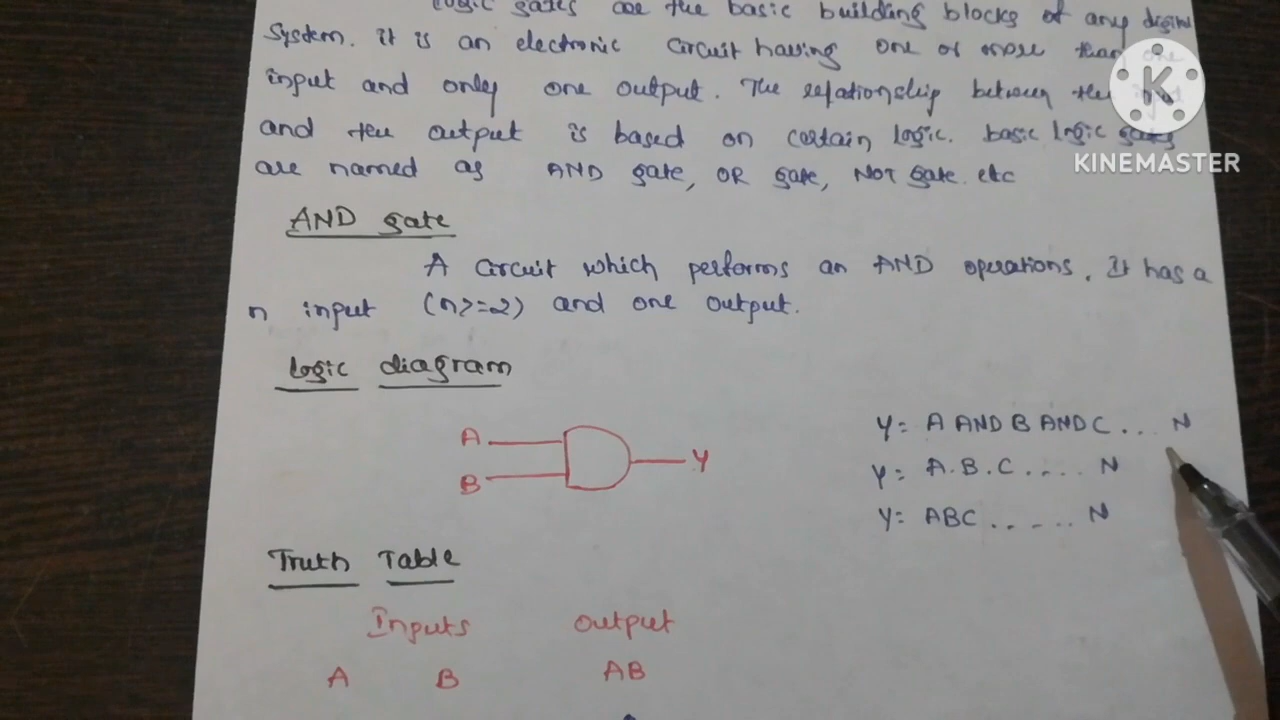 Logic gates are the basic building blocks of any digital
System. it is an electronic circuit having one or more than one
input and only one output. The relationship between the input
and the output is based on certain logic. basic logic gates
are named as AND gate, OR gate, NOT gate. etc
KINEMASTER
AND gate
A circuit which performs an AND operations. It has a
n input (n>=2) and one output.
Logic diagram
A
B
Y
Y= A AND B AND C ... N
Y= A.B.C .... N
Y= ABC ..... N
Truth Table
Inputs output
A B AB